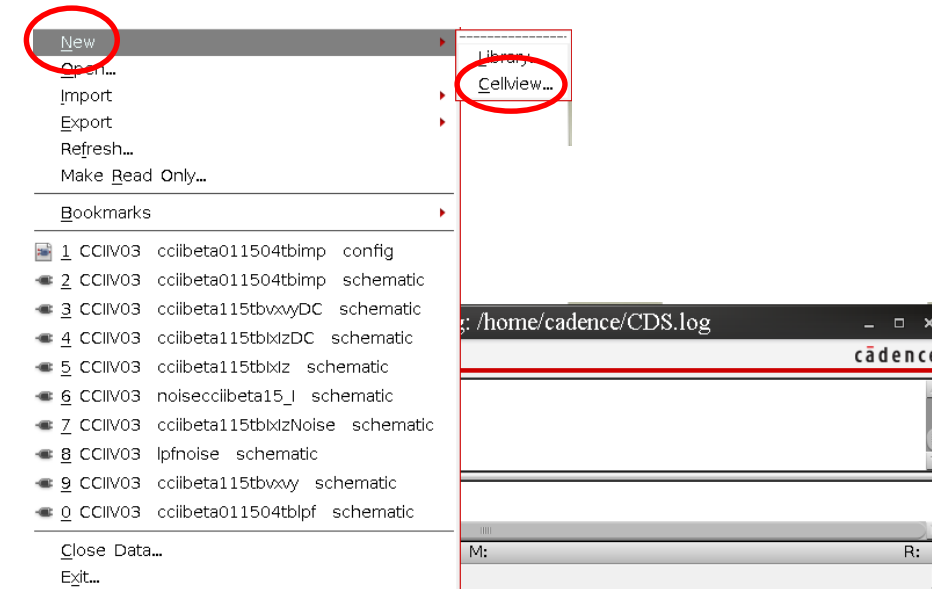 New
Library...
Open...
Cellview...
Import
Export
Refresh...
Make Read Only...
Bookmarks
1 CCIIV03 cciibeta011504tbimp config
2 CCIIV03 cciibeta011504tbimp schematic
3 CCIIV03 cciibeta115tbvxvyDC schematic
: /home/cadence/CDS.log
4 CCIIV03 cciibeta115tbIxIzDC schematic
cādence
5 CCIIV03 cciibeta115tbIxIz schematic
6 CCIIV03 noisecciibeta15_I schematic
7 CCIIV03 cciibeta115tbIxIzNoise schematic
8 CCIIV03 lpfnoise schematic
9 CCIIV03 cciibeta115tbvxvy schematic
0 CCIIV03 cciibeta011504tblpf schematic
Close Data...
M: R:
Exit...